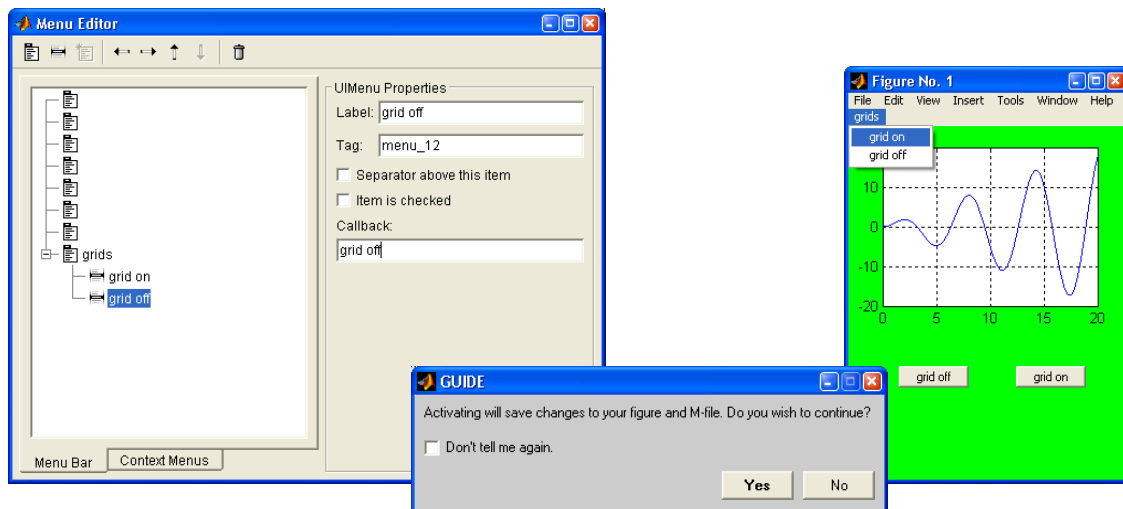 Menu Editor
UIMenu Properties
Label: grid off
Tag: menu_12
Separator above this item
Item is checked
Callback:
grid off
grids
grid on
grid off
Menu Bar Context Menus
GUIDE
Activating will save changes to your figure and M-file. Do you wish to continue?
Don't tell me again.
Yes No
Figure No. 1
File Edit View Insert Tools Window Help
grids
grid on
grid off
10
0
-10
-20
0 5 10 15 20
grid off grid on